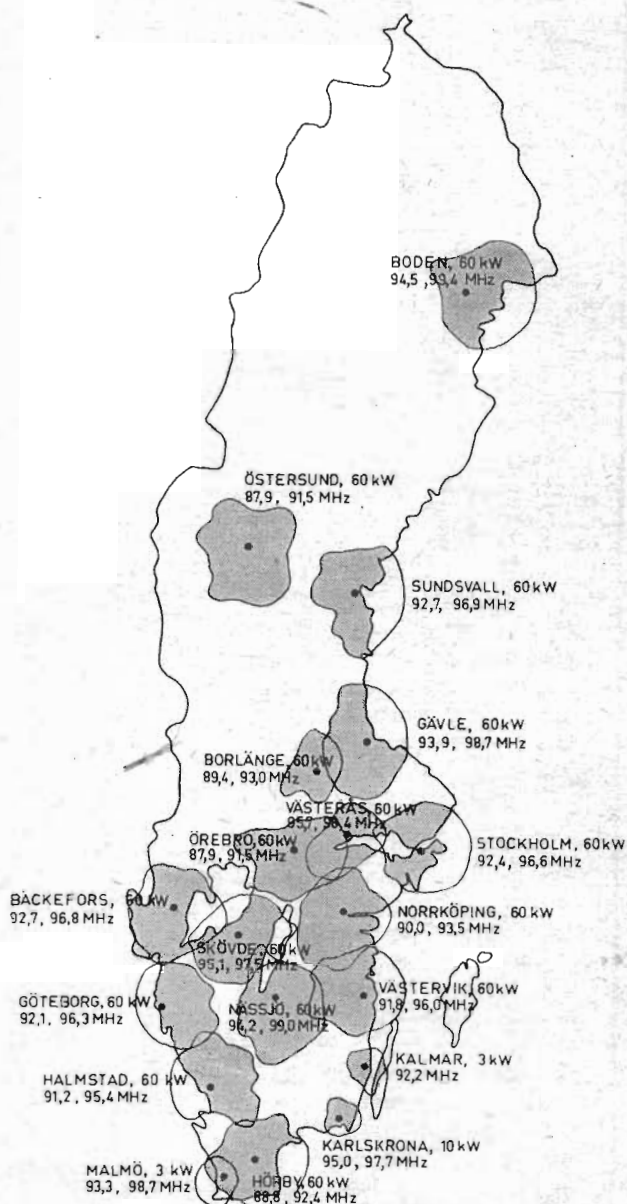 BODEN, 60 kW
94,5 , 99,4 MHz
ÖSTERSUND, 60 kW
87,9, 91,5 MHz
SUNDSVALL, 60 kW
92,7, 96,9 MHz
GÄVLE, 60 kW
93,9, 98,7 MHz
BORLÄNGE, 60 kW
89,4, 93,0 MHz
VÄSTERÅS, 60 kW
MHz
ÖREBRO, 60 kW
87,9, 91,5 MHz
STOCKHOLM, 60 kW
92,4, 96,6 MHz
BÄCKEFORS, 60 kW
92,7, 96,8 MHz
NORRKÖPING, 60 kW
90,0, 93,5 MHz
SKÖVDE, 60 kW
95,1, 97,5 MHz
GÖTEBORG, 60 kW
92,1, 96,3 MHz
NÄSSJÖ, 60 kW
94,2, 99,0 MHz
VÄSTERVIK, 60 kW
91,8, 96,0 MHz
KALMAR, 3 kW
92,2 MHz
HALMSTAD, 60 kW
91,2, 95,4 MHz
KARLSKRONA, 10 kW
95,0, 97,7 MHz
MALMÖ, 3 kW
93,3, 98,7 MHz
HÖRBY, 60 kW
88,8, 92,4 MHz